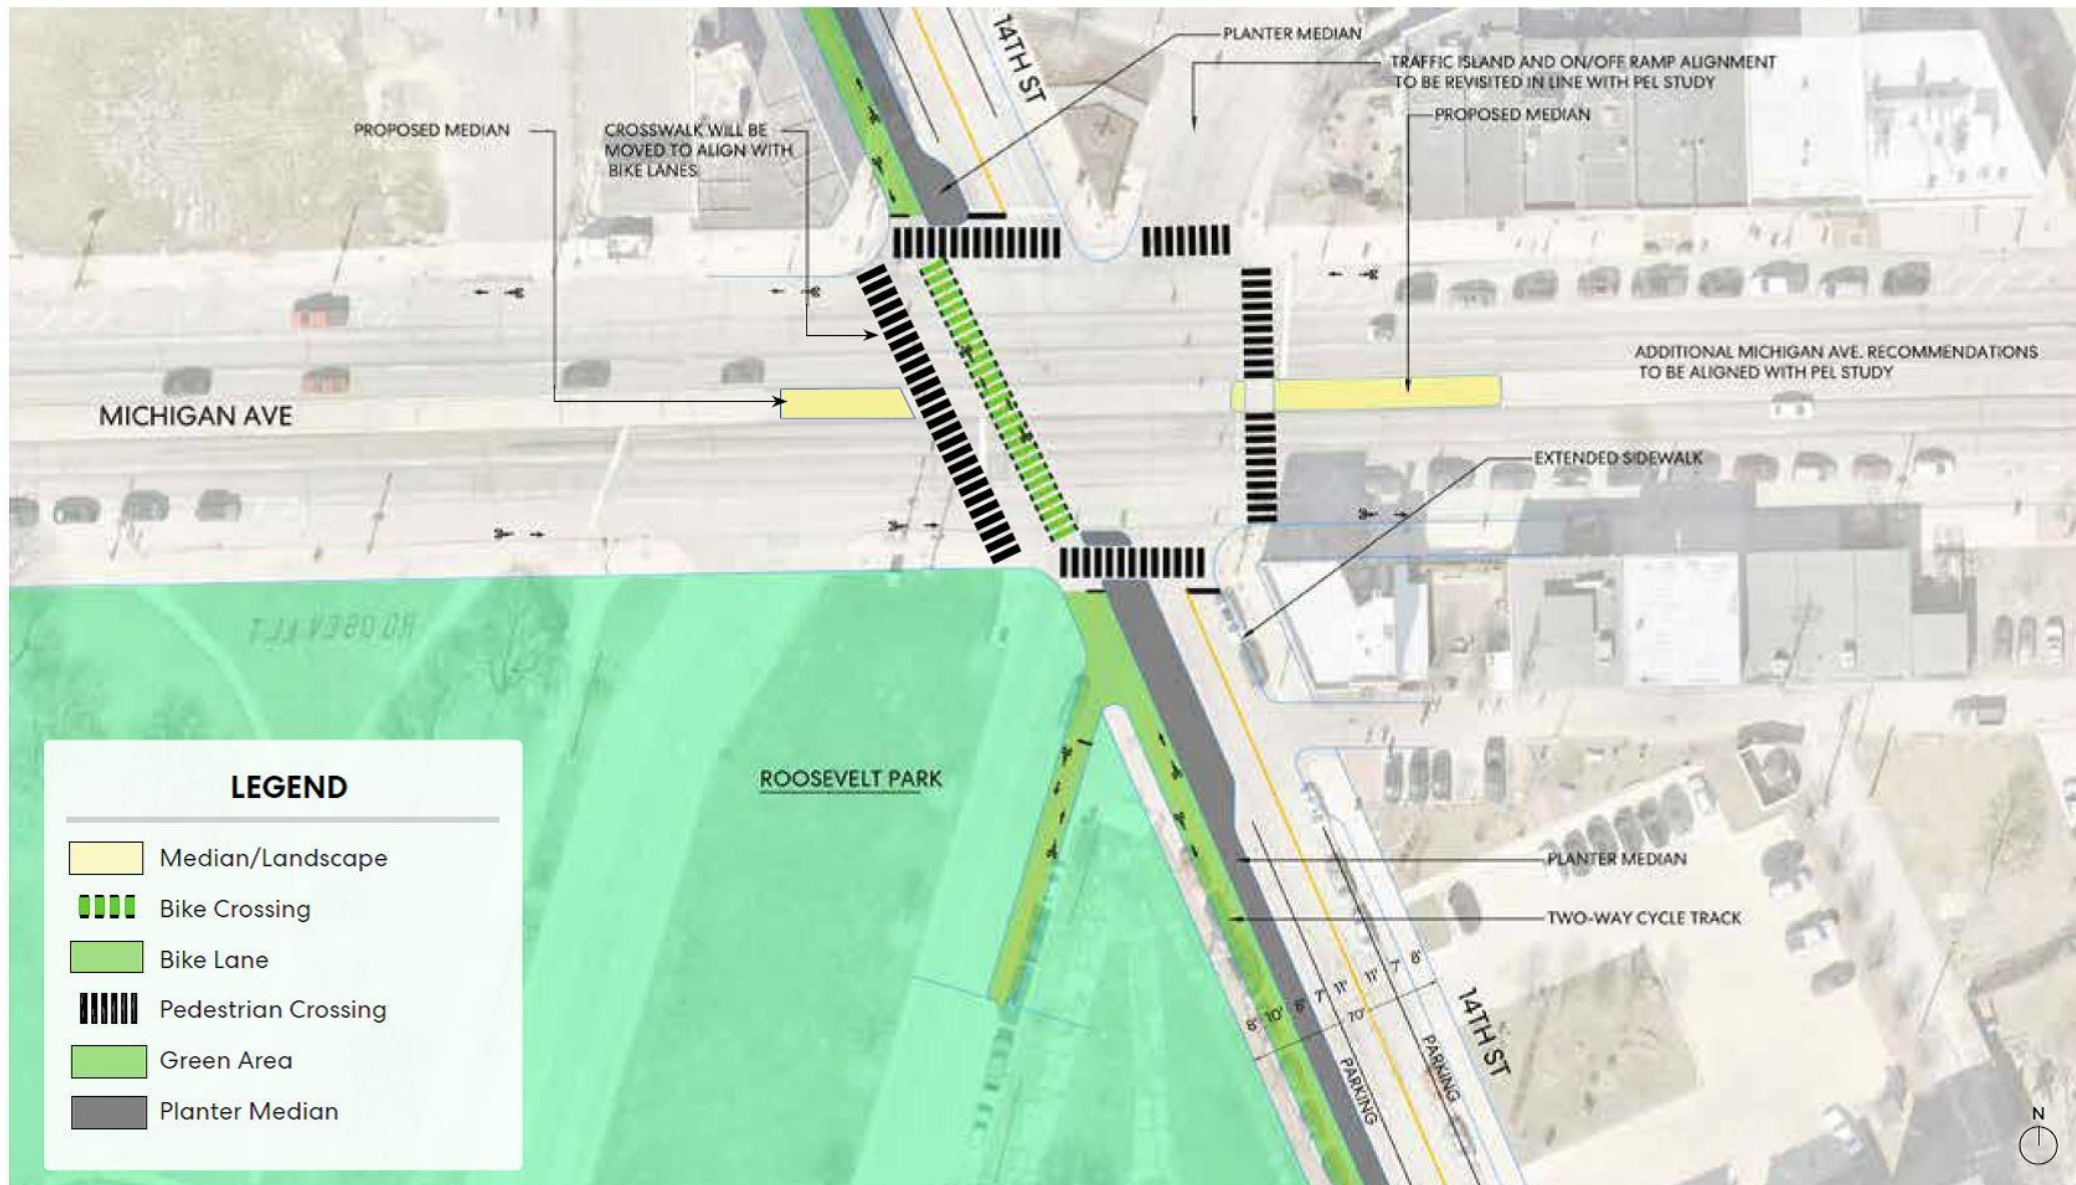 14TH ST
PLANTER MEDIAN
TRAFFIC ISLAND AND ON/OFF RAMP ALIGNMENT
TO BE REVISITED IN LINE WITH PEL STUDY
PROPOSED MEDIAN
PROPOSED MEDIAN
CROSSWALK WILL BE
MOVED TO ALIGN WITH
BIKE LANES
ADDITIONAL MICHIGAN AVE. RECOMMENDATIONS
TO BE ALIGNED WITH PEL STUDY
MICHIGAN AVE
EXTENDED SIDEWALK
ROOSEVELT
ROOSEVELT PARK
LEGEND
Median/Landscape
Bike Crossing
Bike Lane
Pedestrian Crossing
Green Area
Planter Median
PLANTER MEDIAN
TWO-WAY CYCLE TRACK
8' 10' 6' 7' 11' 11' 7' 8'
70'
14TH ST
PARKING
PARKING
N